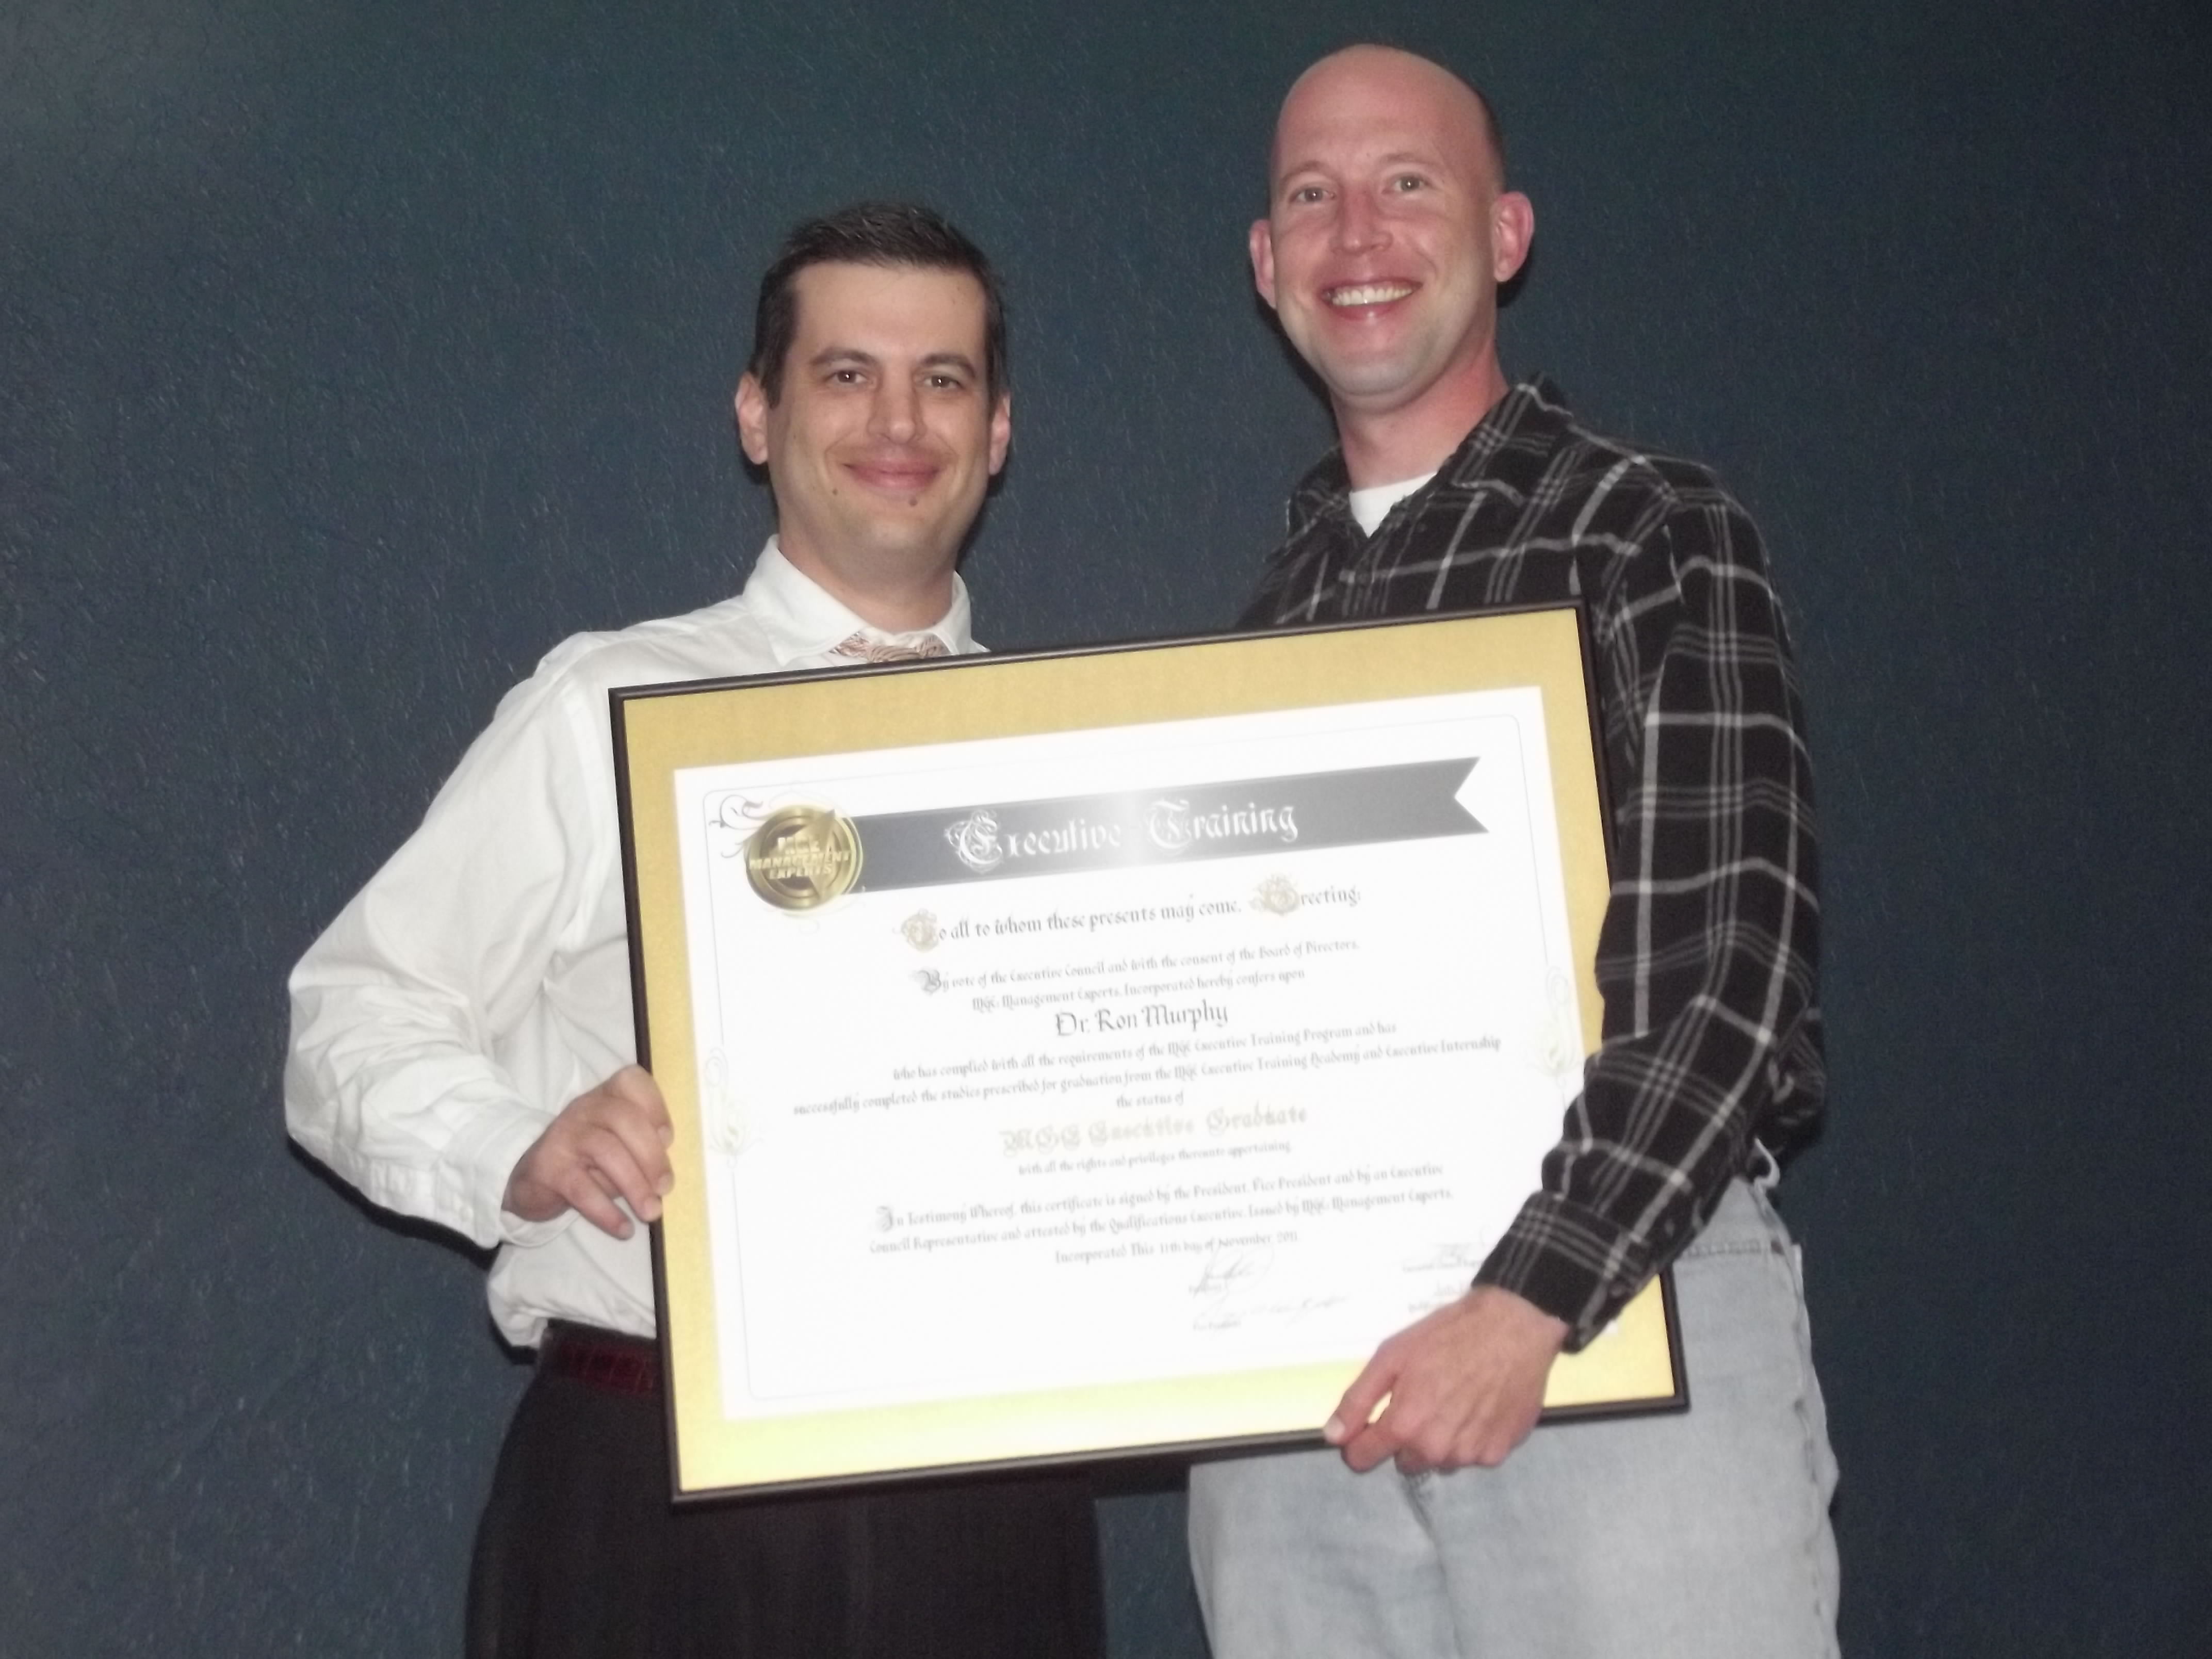 MGE
MANAGEMENT
EXPERTS
Executive Training
To all to whom these presents may come, Greeting:
By vote of the Executive Council and with the consent of the Board of Directors,
MGE: Management Experts, Incorporated hereby confers upon
Dr. Ron Murphy
who has complied with all the requirements of the MGE Executive Training Program and has
successfully completed the studies prescribed for graduation from the MGE Executive Training Academy and Executive Internship
the status of
MGE Executive Graduate
with all the rights and privileges thereunto appertaining.
In Testimony Whereof, this certificate is signed by the President, Vice President and by an Executive
Council Representative and attested by the Qualifications Executive. Issued by MGE: Management Experts,
Incorporated This 11th day of November 2011.
President
Vice President